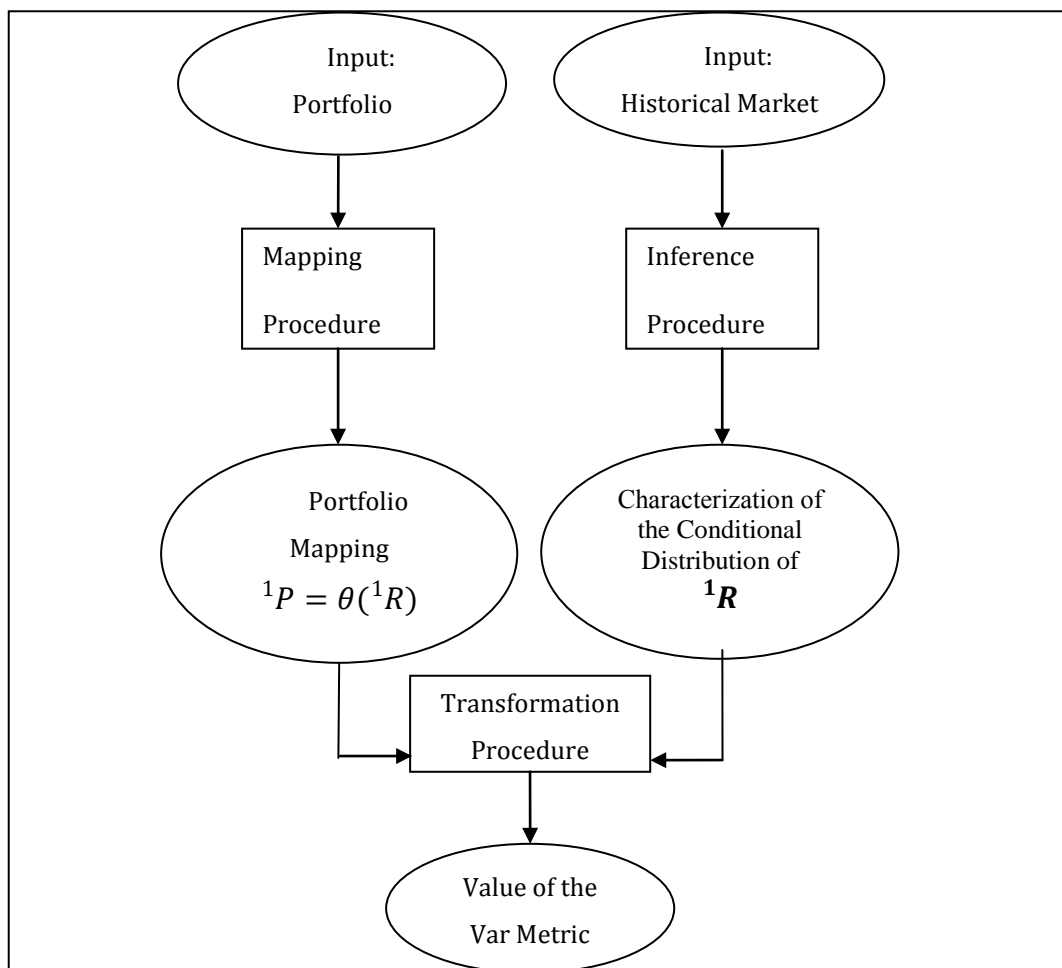 Input:
Portfolio
Input:
Historical Market
Mapping
Procedure
Inference
Procedure
Portfolio
Mapping
¹P = θ(¹R)
Characterization of
the Conditional
Distribution of
¹R
Transformation
Procedure
Value of the
Var Metric